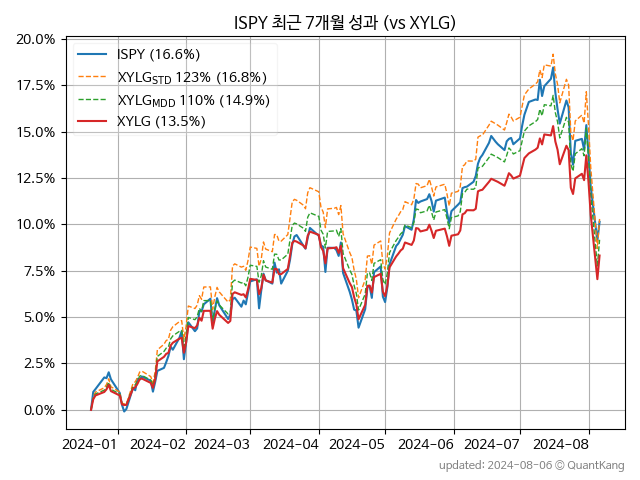 ISPY 최근 7개월 성과 (vs XYLG)
20.0%
17.5%
15.0%
12.5%
10.0%
7.5%
5.0%
2.5%
0.0%
ISPY (16.6%)
XYLG_STD 123% (16.8%)
XYLG_MDD 110% (14.9%)
XYLG (13.5%)
2024-01 2024-02 2024-03 2024-04 2024-05 2024-06 2024-07 2024-08
updated: 2024-08-06 © QuantKang